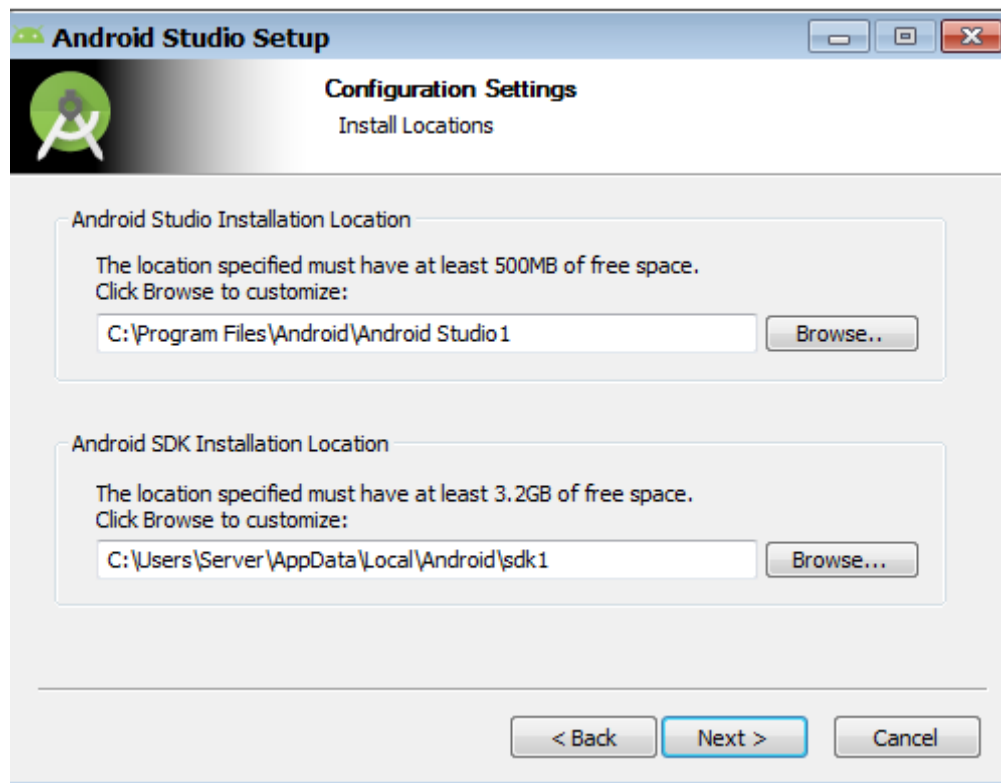 Android Studio Setup
Configuration Settings
Install Locations
Android Studio Installation Location
The location specified must have at least 500MB of free space.
Click Browse to customize:
C:\Program Files\Android\Android Studio1
Browse..
Android SDK Installation Location
The location specified must have at least 3.2GB of free space.
Click Browse to customize:
C:\Users\Server\AppData\Local\Android\sdk1
Browse...
< Back
Next >
Cancel